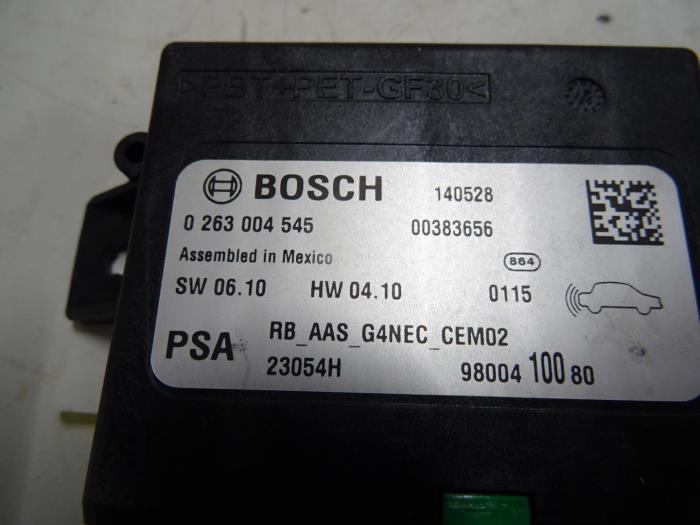 >PBT+PET-GF30<
BOSCH 140528
0 263 004 545 00383656
Assembled in Mexico 864
SW 06.10 HW 04.10 0115
PSA RB_AAS_G4NEC_CEM02
23054H 98004 100 80